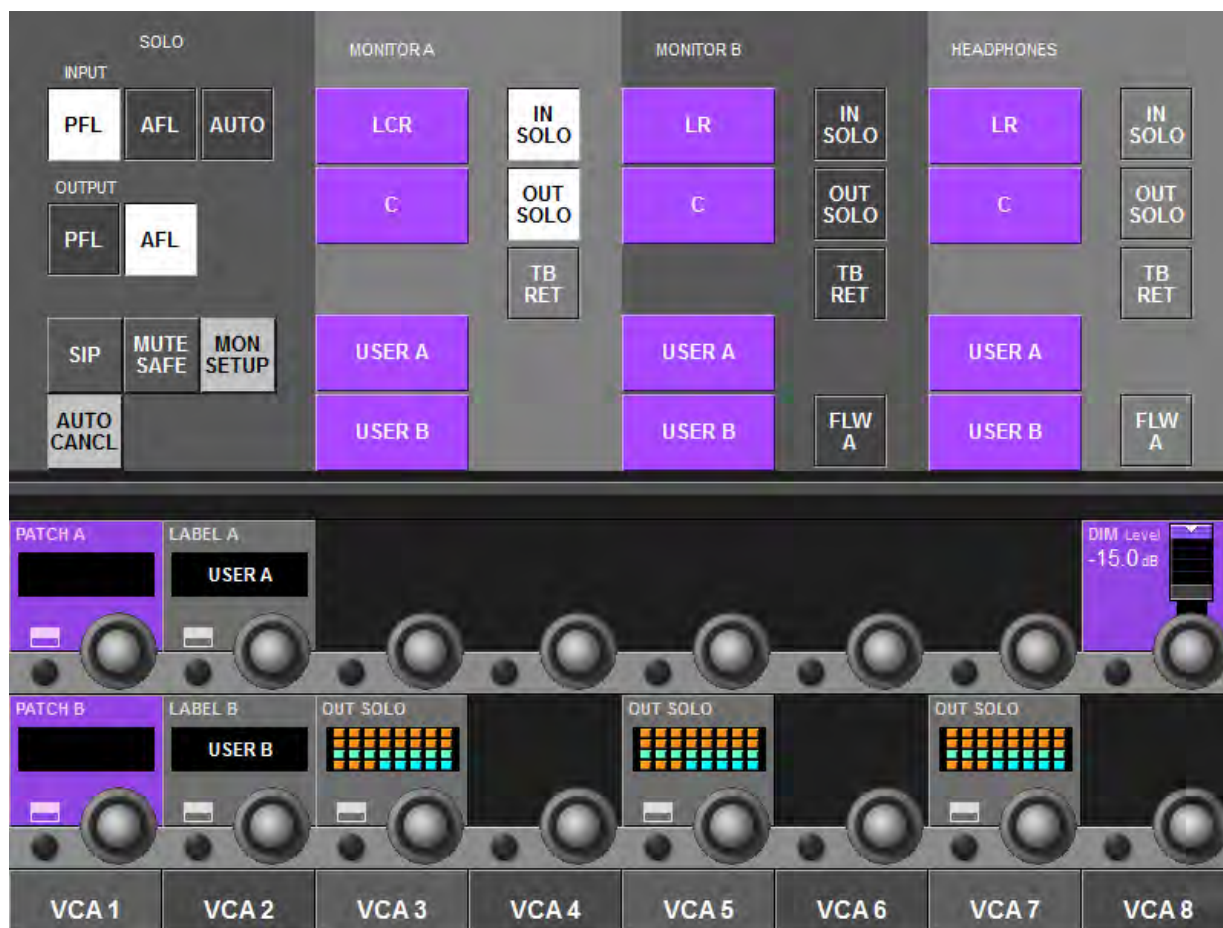 SOLO
MONITOR A
MONITOR B
HEADPHONES
INPUT
PFL
AFL
AUTO
LCR
IN
SOLO
LR
IN
SOLO
LR
IN
SOLO
OUTPUT
PFL
AFL
C
OUT
SOLO
C
OUT
SOLO
C
OUT
SOLO
TB
RET
TB
RET
TB
RET
SIP
MUTE
SAFE
MON
SETUP
USER A
USER A
USER A
AUTO
CANCL
USER B
USER B
FLW
A
USER B
FLW
A
PATCH A
LABEL A
USER A
DIM Level
-15.0 dB
PATCH B
LABEL B
USER B
OUT SOLO
OUT SOLO
OUT SOLO
VCA 1
VCA 2
VCA 3
VCA 4
VCA 5
VCA 6
VCA 7
VCA 8